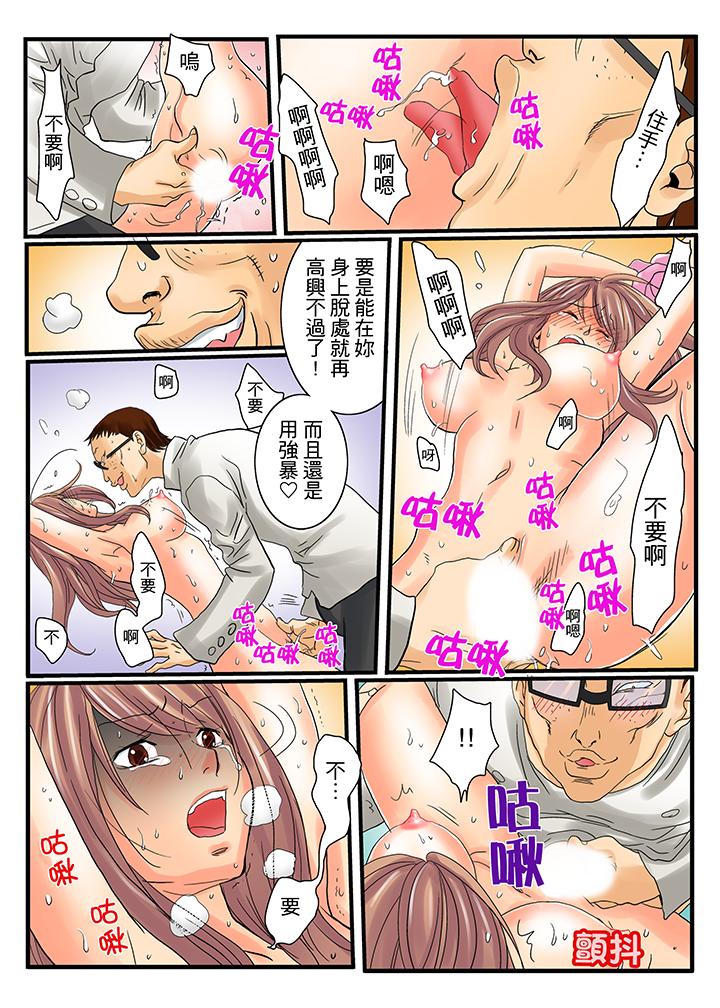 住手…
咕啾
咕啾
咕啾
啊嗯
啊啊啊啊
嗚
咕啾
不要啊
啊
啊啊啊
啊
呀
不要啊
咕啾
咕啾
咕啾
咕啾
啊嗯
咕啾
要是能在妳
身上脫處就再
高興不過了！
而且還是
用強暴♡
不要
啊
不要
啊
不
咕啾
咕啾
咕啾
!!
咕啾
顫抖
不…
要
咕啾
咕啾